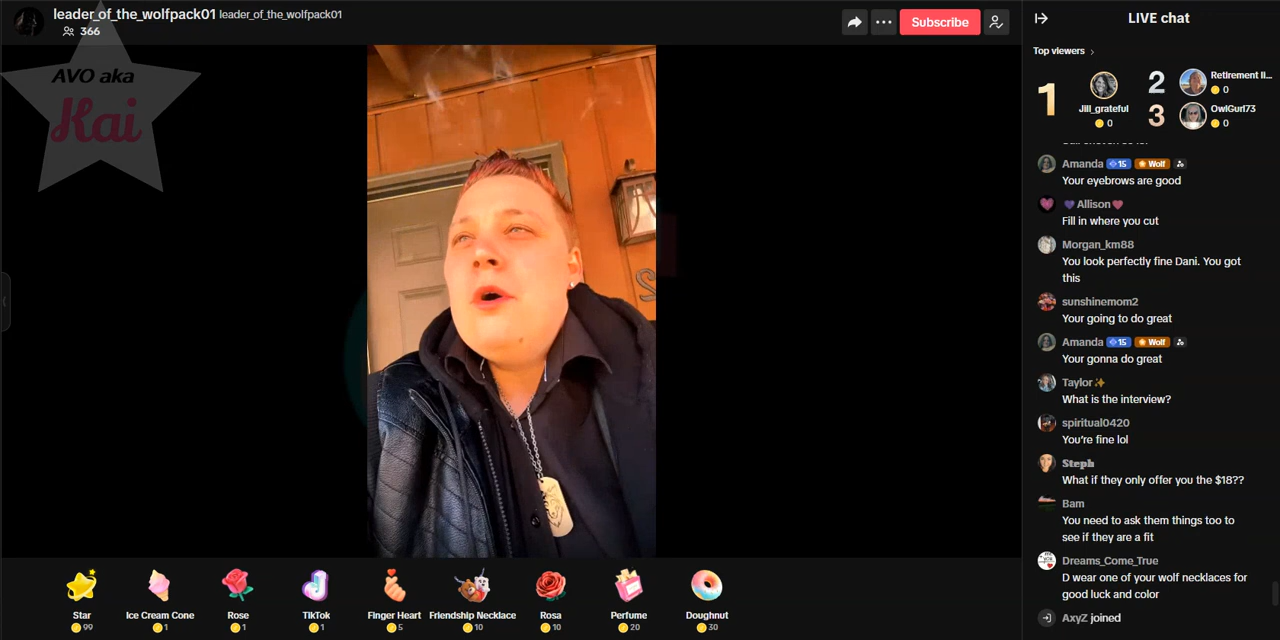 leader_of_the_wolfpack01 leader_of_the_wolfpack01
366
Subscribe
AVO aka
Kai
LIVE chat
Top viewers
1
Jill_grateful
0
2
Retirement li...
0
3
OwlGurl73
0
Amanda 15 Wolf
Your eyebrows are good
Allison
Fill in where you cut
Morgan_km88
You look perfectly fine Dani. You got
this
sunshinemom2
Your going to do great
Amanda 15 Wolf
Your gonna do great
Taylor
What is the interview?
spiritual0420
You're fine lol
Steph
What if they only offer you the $18??
Bam
You need to ask them things too to
see if they are a fit
Dreams_Come_True
D wear one of your wolf necklaces for
good luck and color
AxyZ joined
Star
99
Ice Cream Cone
1
Rose
1
TikTok
1
Finger Heart
5
Friendship Necklace
10
Rosa
10
Perfume
20
Doughnut
30